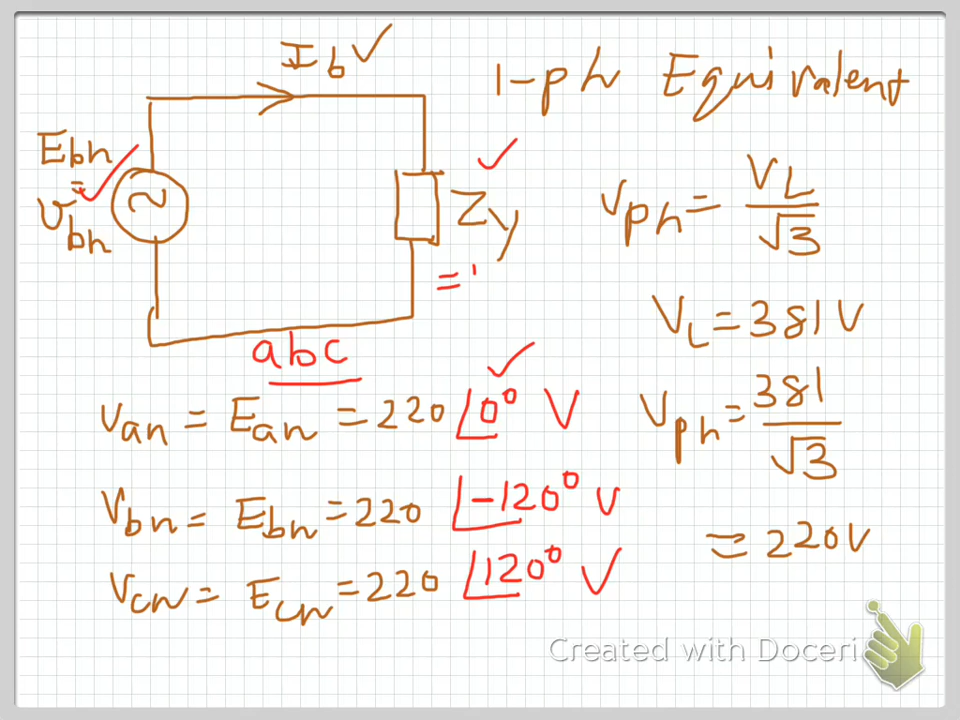 I_b ✓
1-ph Equivalent
Ebn
=
Vbn
~
✓
Zy
= '
abc
Vph = VL/√3
VL = 381 V
Vph = 381/√3
≈ 220V
Van = Ean = 220 ∠0° V
Vbn = Ebn = 220 ∠-120° V
Vcn = Ecn = 220 ∠120° V
Created with Doceri